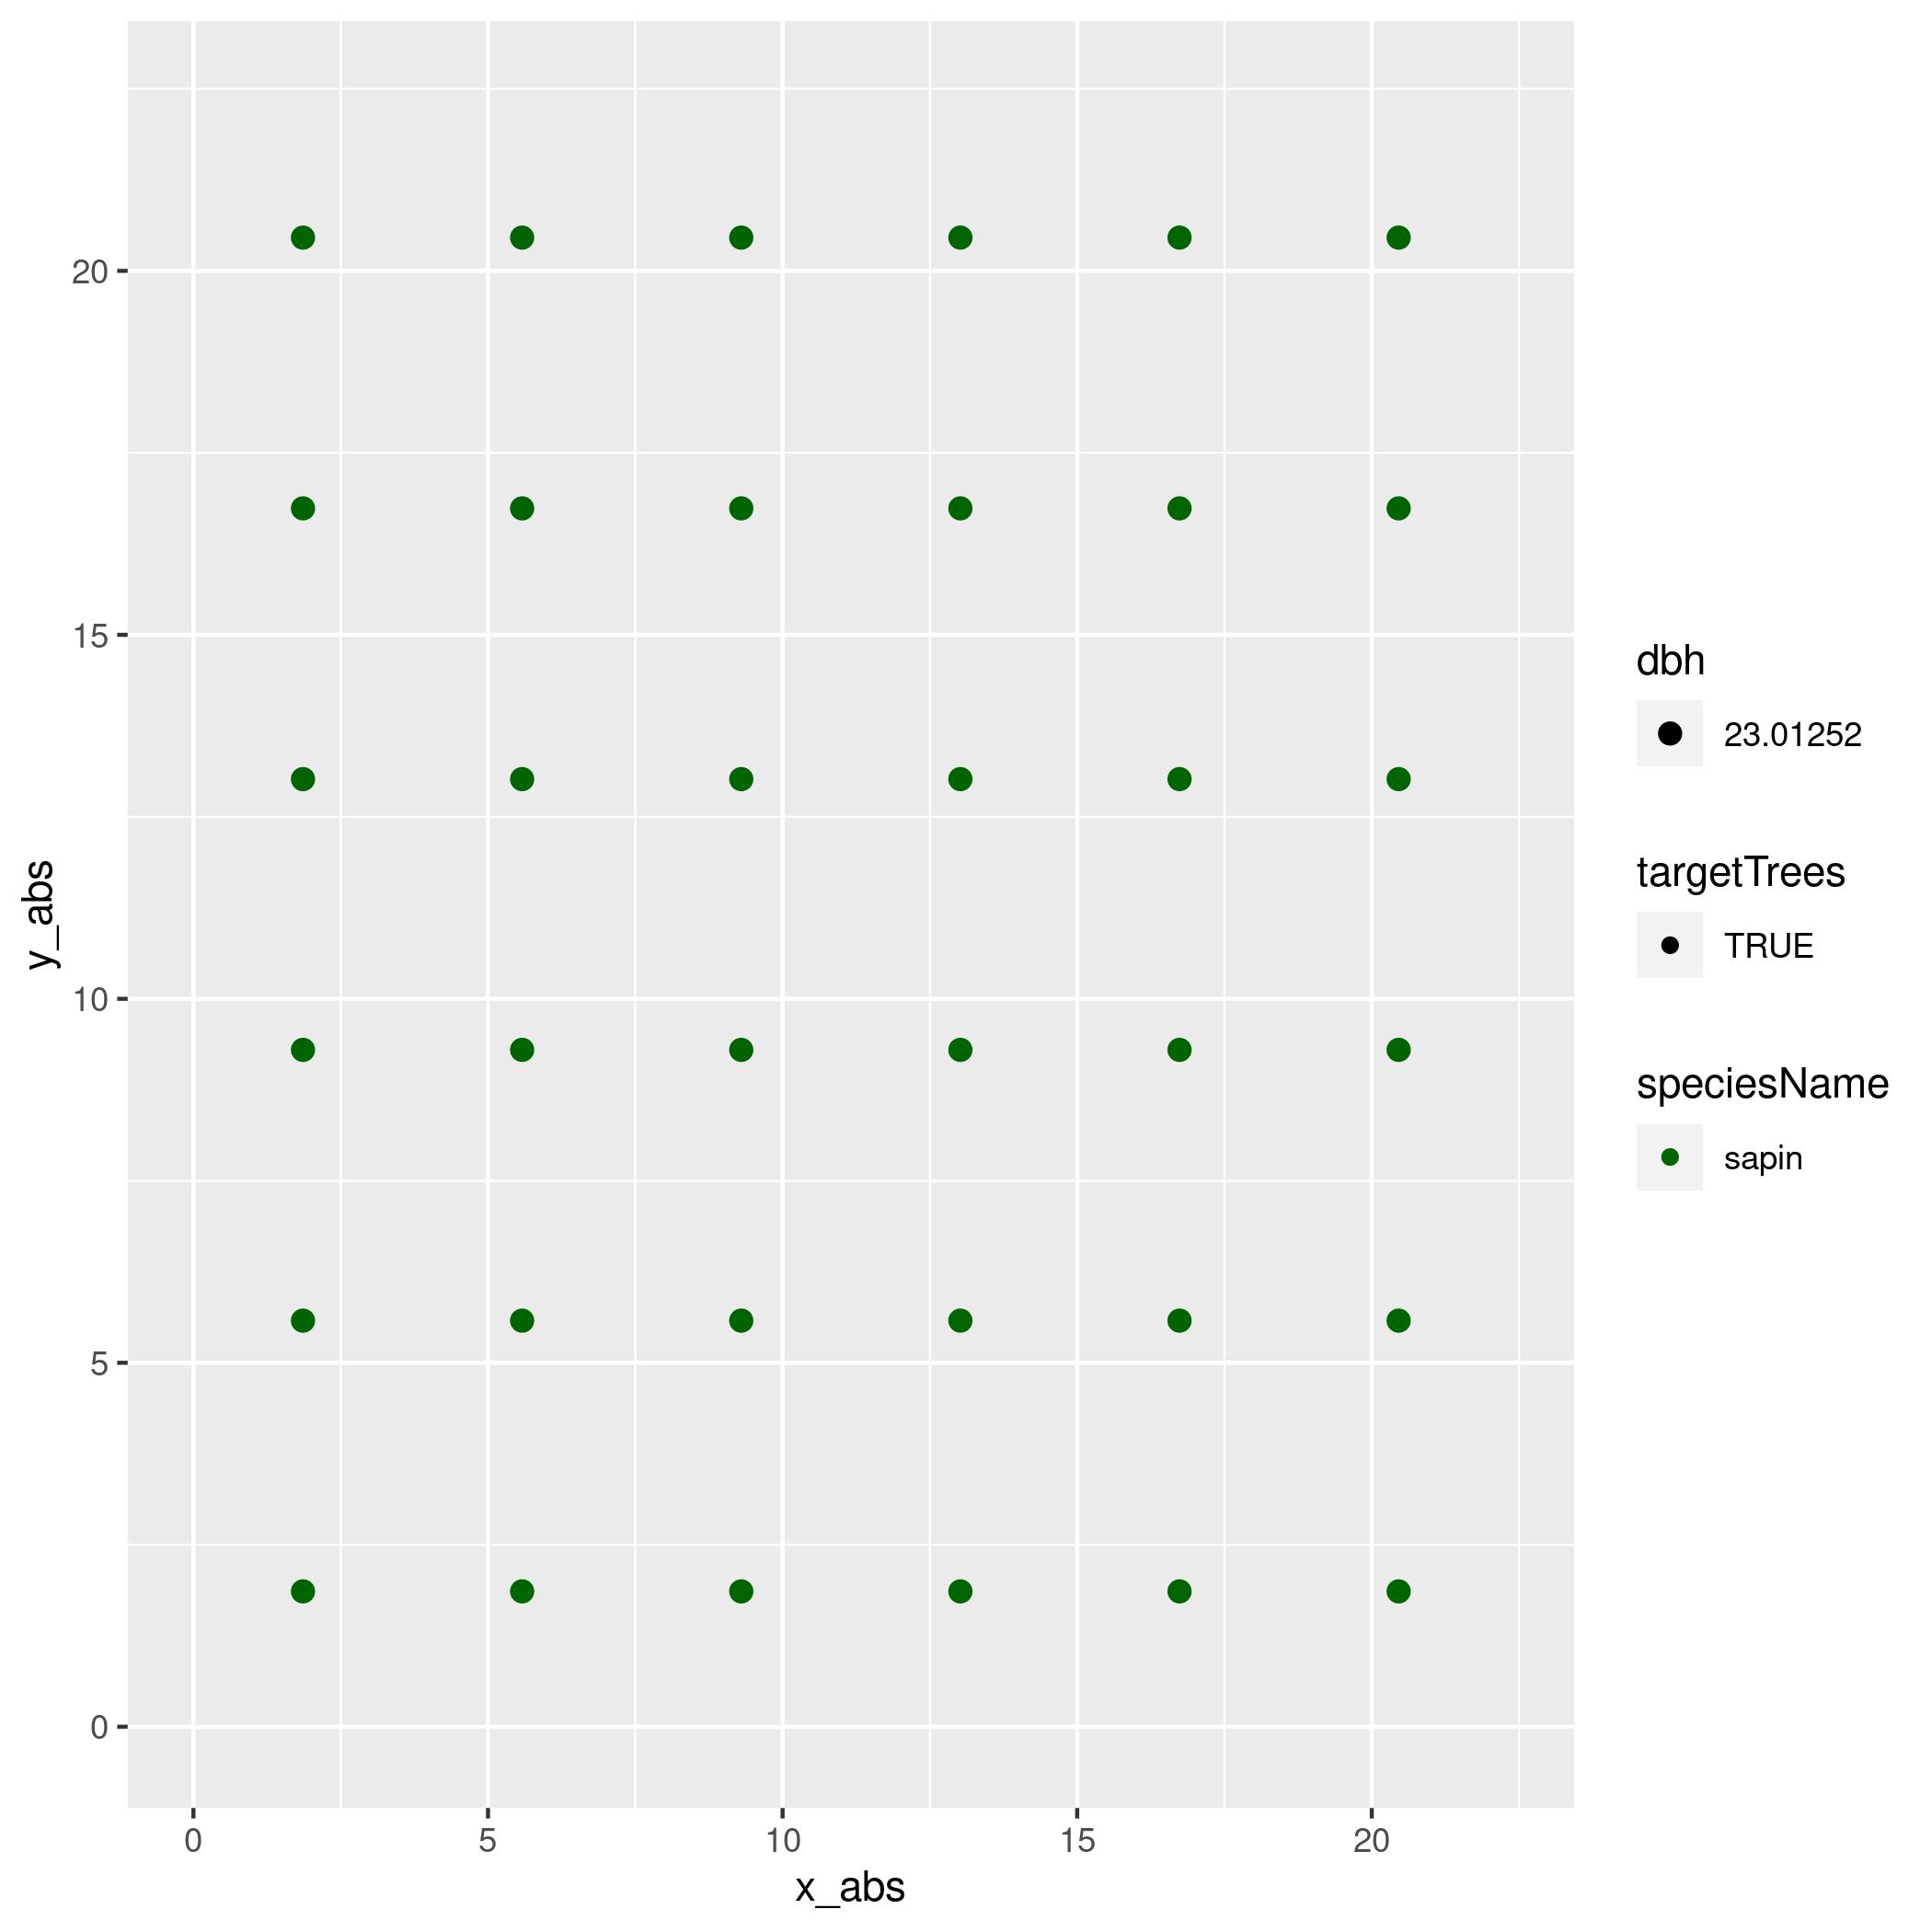 y_abs
20
15
10
5
0
0 5 10 15 20
x_abs
dbh
23.01252
targetTrees
TRUE
speciesName
sapin